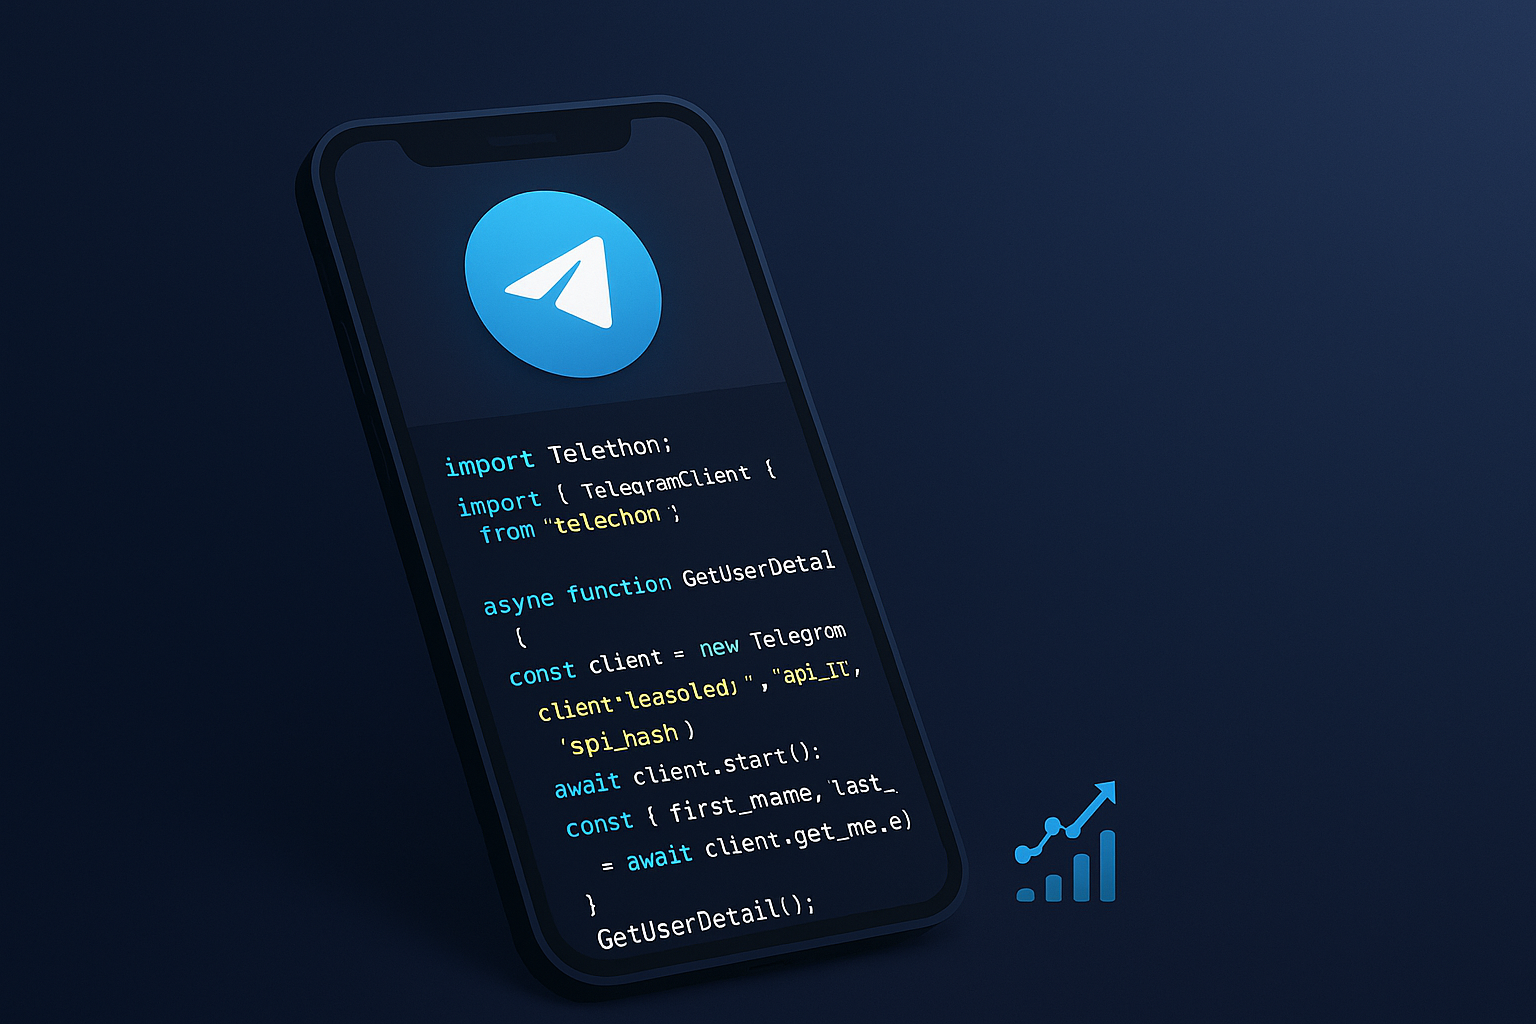 import Telethon;
import { TelegramClient {
from "telechon ';
asyne function GetUserDetal
{
const client = new Telegrom
client·leasoled; ","api_IT',
'spi_hash )
await client.start():
const { first_mame, 'last_
= await client.get_me.e)
}
GetUserDetail();